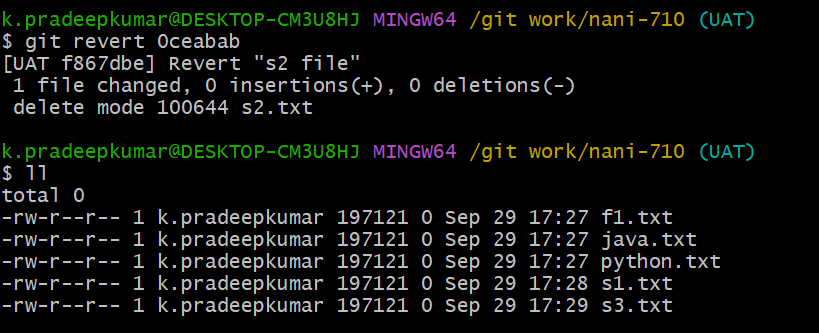 k.pradeepkumar@DESKTOP-CM3U8HJ MINGW64 /git work/nani-710 (UAT)
$ git revert 0ceabab
[UAT f867dbe] Revert "s2 file"
 1 file changed, 0 insertions(+), 0 deletions(-)
 delete mode 100644 s2.txt
k.pradeepkumar@DESKTOP-CM3U8HJ MINGW64 /git work/nani-710 (UAT)
$ ll
total 0
-rw-r--r-- 1 k.pradeepkumar 197121 0 Sep 29 17:27 f1.txt
-rw-r--r-- 1 k.pradeepkumar 197121 0 Sep 29 17:27 java.txt
-rw-r--r-- 1 k.pradeepkumar 197121 0 Sep 29 17:27 python.txt
-rw-r--r-- 1 k.pradeepkumar 197121 0 Sep 29 17:28 s1.txt
-rw-r--r-- 1 k.pradeepkumar 197121 0 Sep 29 17:29 s3.txt